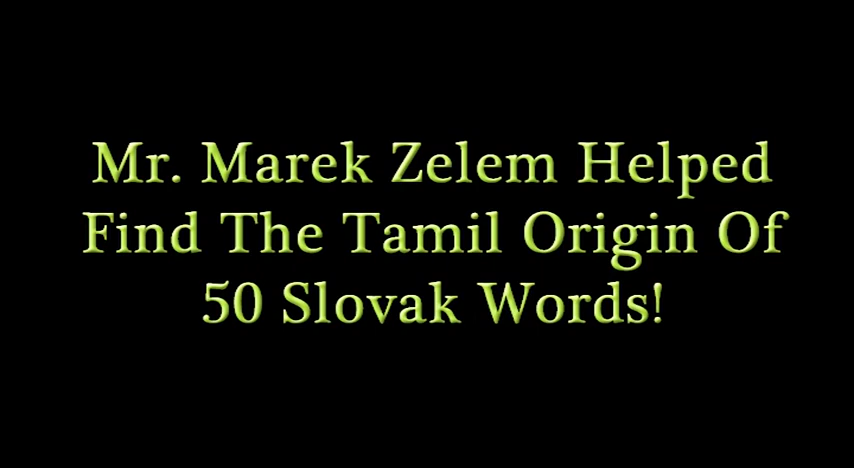 Mr. Marek Zelem Helped
Find The Tamil Origin Of
50 Slovak Words!